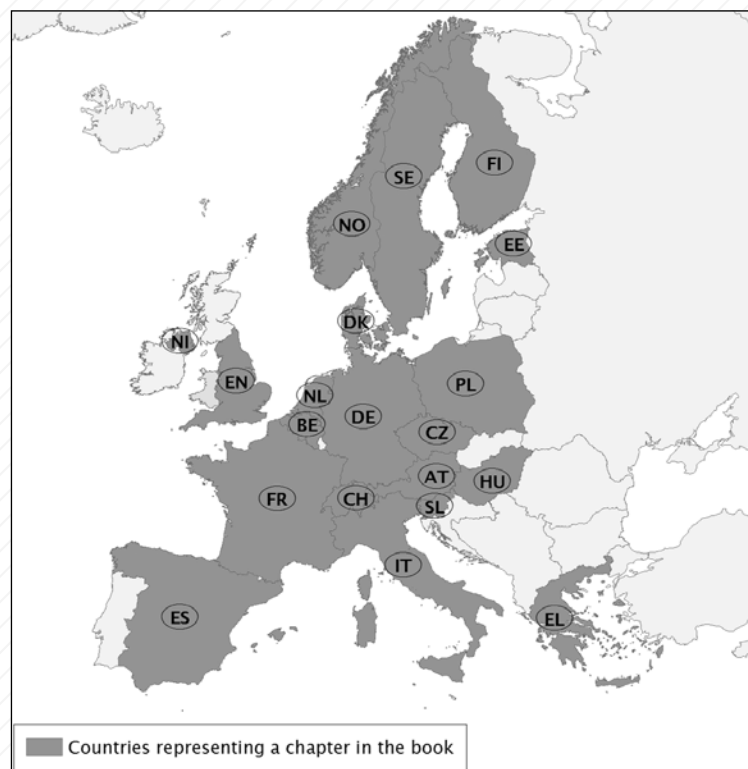 FI
SE
NO
EE
DK
NI
EN
NL
PL
DE
BE
CZ
AT
HU
CH
FR
SL
IT
ES
EL
Countries representing a chapter in the book